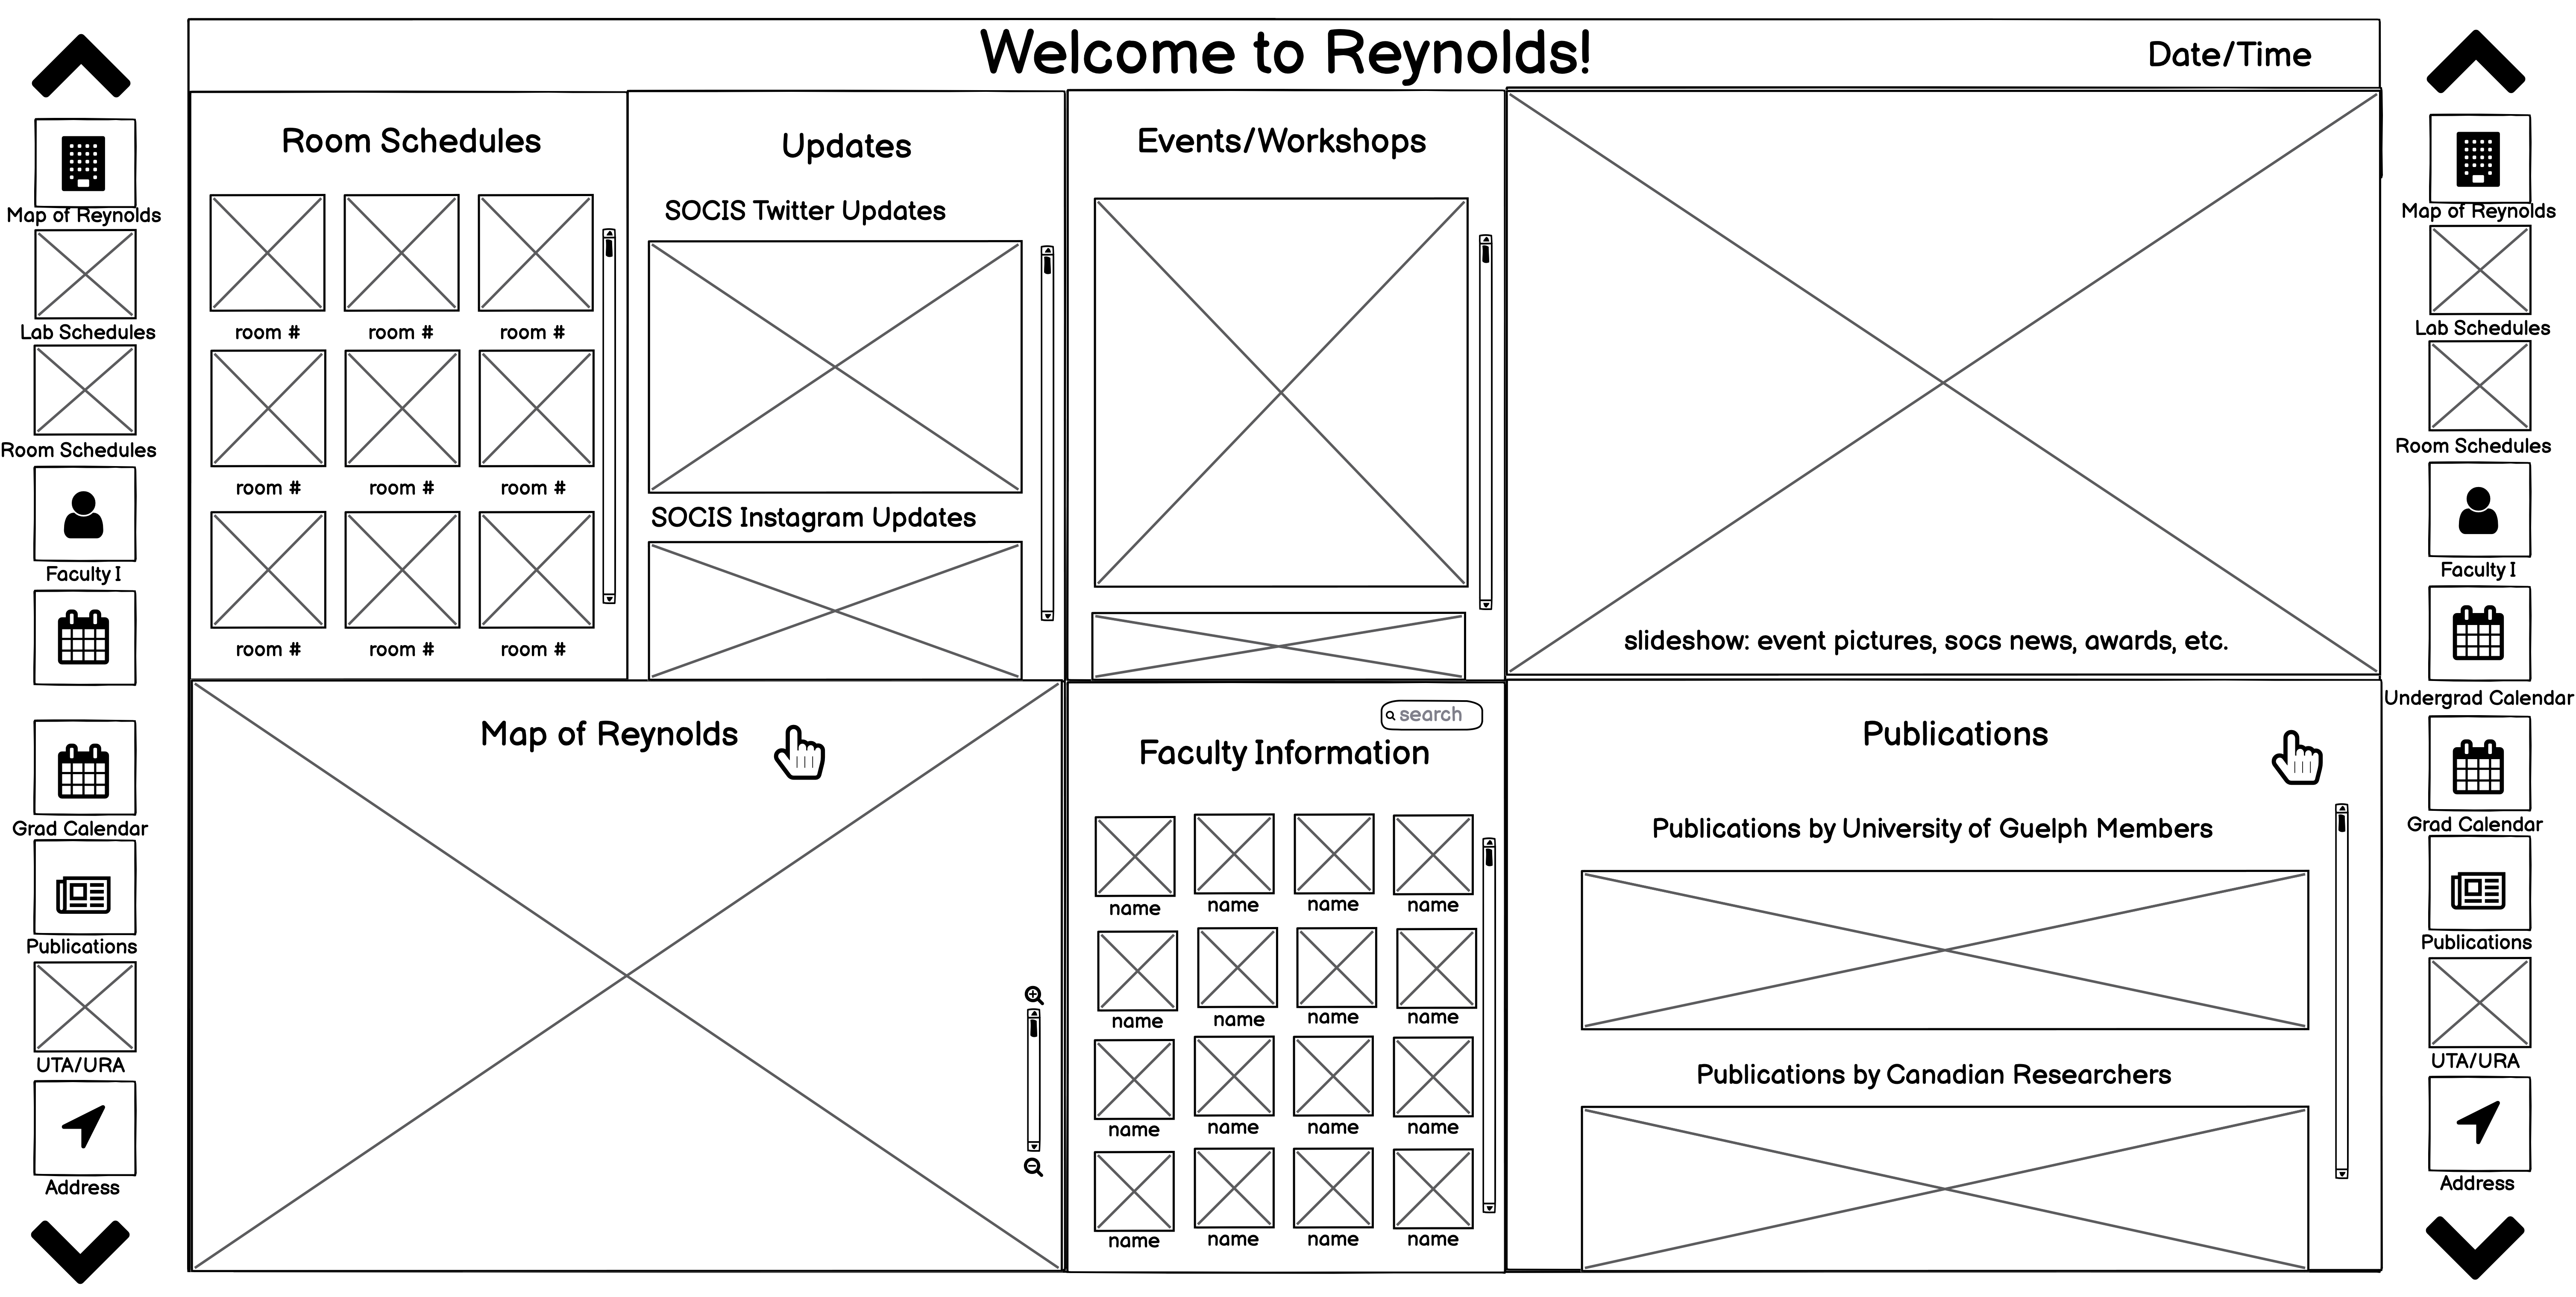 Welcome to Reynolds!
Date/Time
Map of Reynolds
Lab Schedules
Room Schedules
Faculty I
Grad Calendar
Publications
UTA/URA
Address
Room Schedules
room # room # room #
room # room # room #
room # room # room #
Updates
SOCIS Twitter Updates
SOCIS Instagram Updates
Events/Workshops
slideshow: event pictures, socs news, awards, etc.
Map of Reynolds
search
Faculty Information
name name name name
name name name name
name name name name
name name name name
Publications
Publications by University of Guelph Members
Publications by Canadian Researchers
Map of Reynolds
Lab Schedules
Room Schedules
Faculty I
Undergrad Calendar
Grad Calendar
Publications
UTA/URA
Address